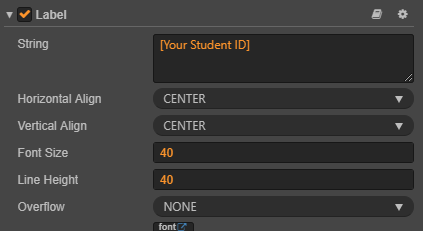 Label
String [Your Student ID]
Horizontal Align CENTER
Vertical Align CENTER
Font Size 40
Line Height 40
Overflow NONE
font